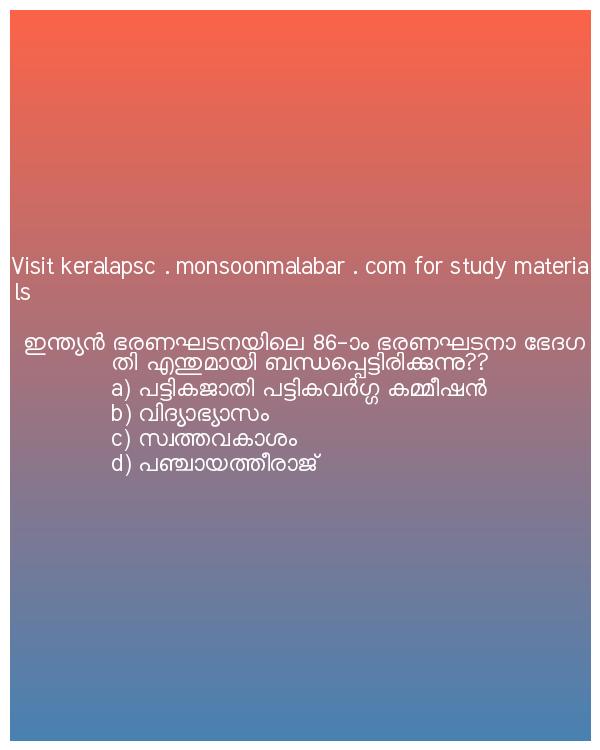 Visit keralapsc . monsoonmalabar . com for study materia
ls
ഇന്ത്യൻ ഭരണഘടനയിലെ 86-ാം ഭരണഘടനാ ഭേദഗ
തി എന്തുമായി ബന്ധപ്പെട്ടിരിക്കുന്നു??
a) പട്ടികജാതി പട്ടികവർഗ്ഗ കമ്മീഷൻ
b) വിദ്യാഭ്യാസം
c) സ്വത്തവകാശം
d) പഞ്ചായത്തീരാജ്